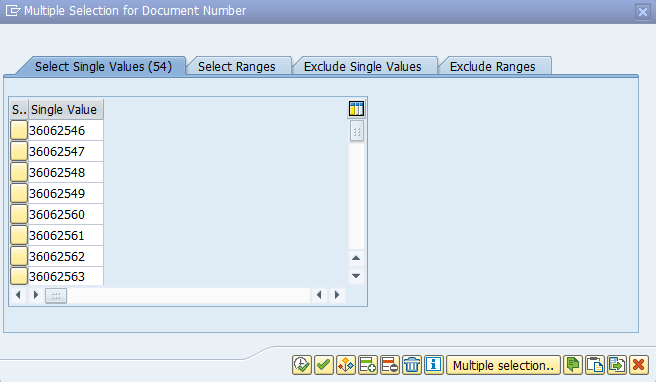 Multiple Selection for Document Number
Select Single Values (54) Select Ranges Exclude Single Values Exclude Ranges
S.. Single Value
36062546
36062547
36062548
36062549
36062560
36062561
36062562
36062563
Multiple selection..